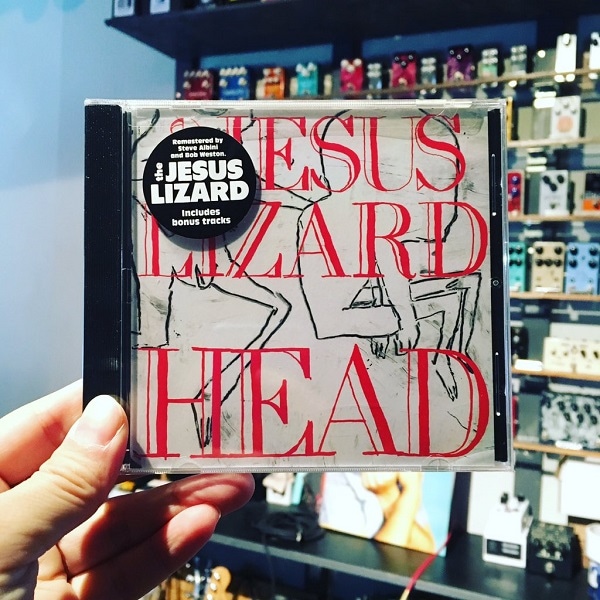 Remastered by
Steve Albini
and Bob Weston.
the JESUS
LIZARD
Includes
bonus tracks
JESUS
LIZARD
HEAD